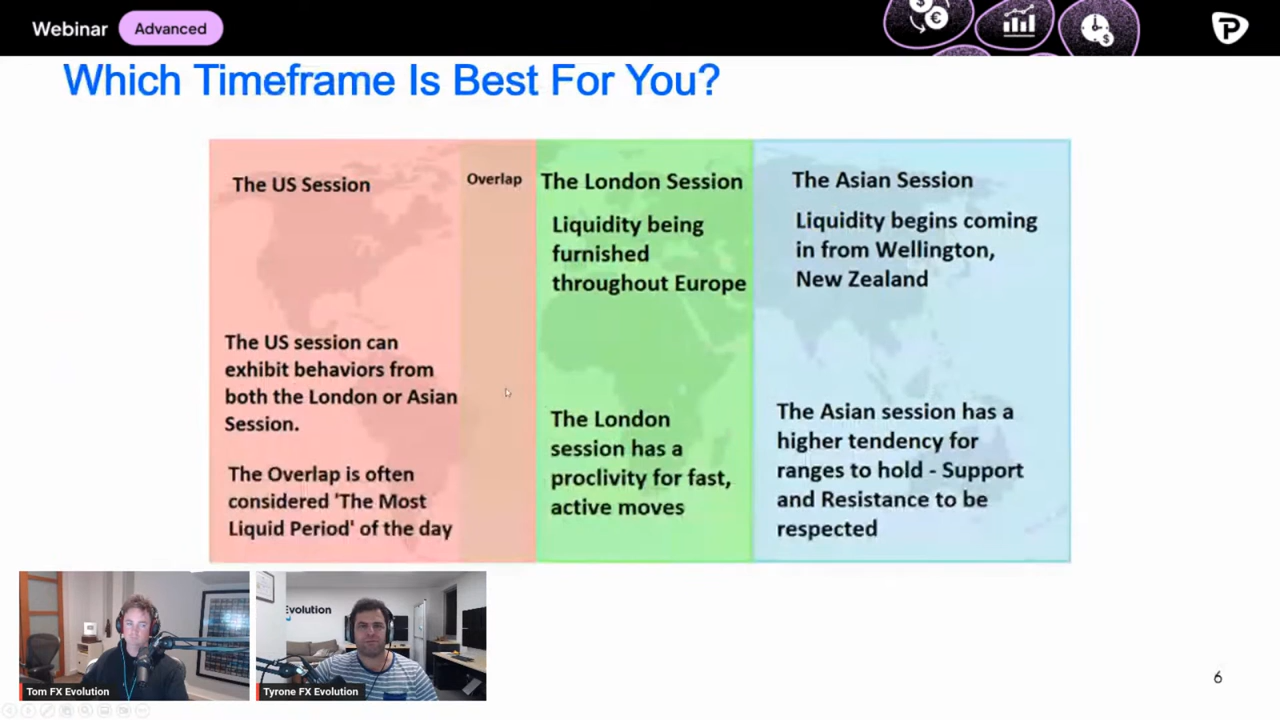 Webinar
Advanced
Which Timeframe Is Best For You?
The US Session
The US session can
exhibit behaviors from
both the London or Asian
Session.
The Overlap is often
considered 'The Most
Liquid Period' of the day
Overlap
The London Session
Liquidity being
furnished
throughout Europe
The London
session has a
proclivity for fast,
active moves
The Asian Session
Liquidity begins coming
in from Wellington,
New Zealand
The Asian session has a
higher tendency for
ranges to hold - Support
and Resistance to be
respected
Evolution
Tom FX Evolution
Tyrone FX Evolution
6